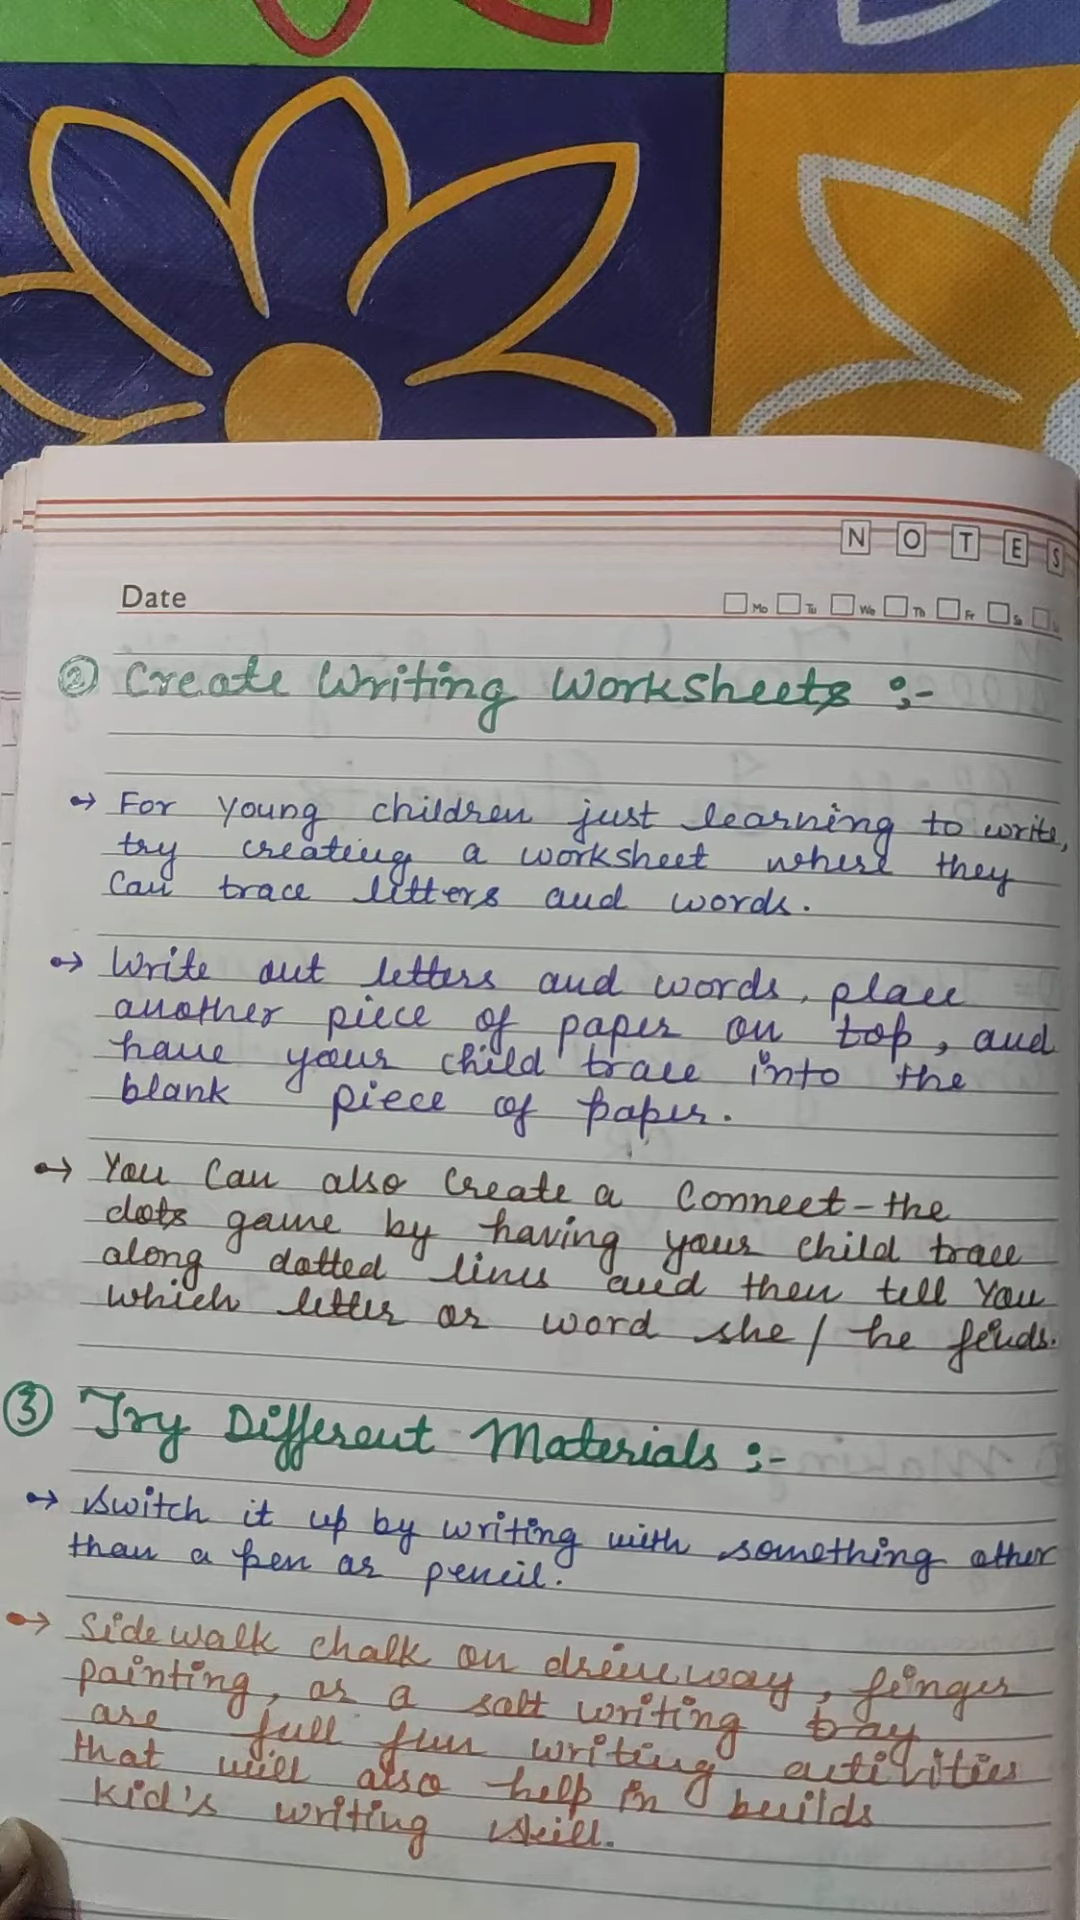 N O T E S
Date Mo Tu We Th Fr Sa
② Create Writing Worksheets :-
→ For young children just learning to write,
try creating a worksheet where they
Can trace letters and words.
→ Write out letters and words, place
another piece of paper on top, and
have your child trace into the
blank piece of paper.
→ You Can also Create a Connect-the
dots game by having your child trace
along dotted lines and then tell You
which letter or word she/he finds.
③ Try Different Materials :-
→ Switch it up by writing with something other
than a pen or pencil.
→ Sidewalk chalk on driveway, finger
painting, or a salt writing tray
are full fun writing activities
that will also help in builds
kid's writing skill.